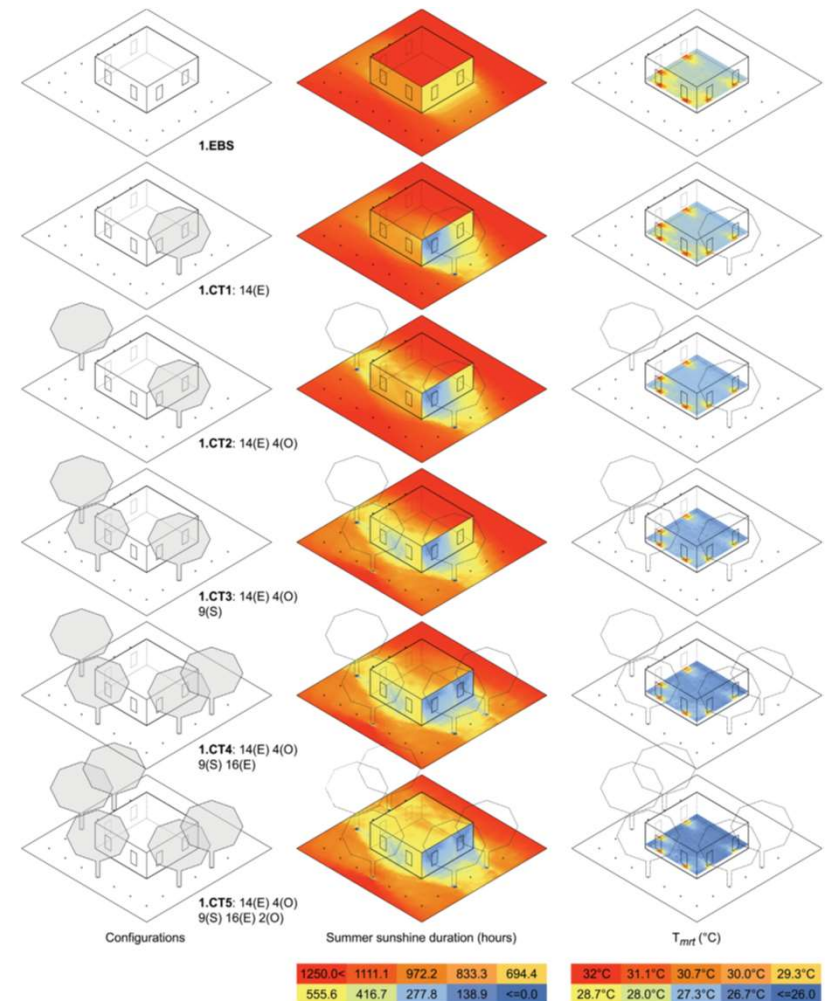 1.EBS
1.CT1: 14(E)
1.CT2: 14(E) 4(O)
1.CT3: 14(E) 4(O)
9(S)
1.CT4: 14(E) 4(O)
9(S) 16(E)
1.CT5: 14(E) 4(O)
9(S) 16(E) 2(O)
Configurations
Summer sunshine duration (hours)
Tmrt (°C)
1250.0< 1111.1 972.2 833.3 694.4
555.6 416.7 277.8 138.9 <=0.0
32°C 31.1°C 30.7°C 30.0°C 29.3°C
28.7°C 28.0°C 27.3°C 26.7°C <=26.0